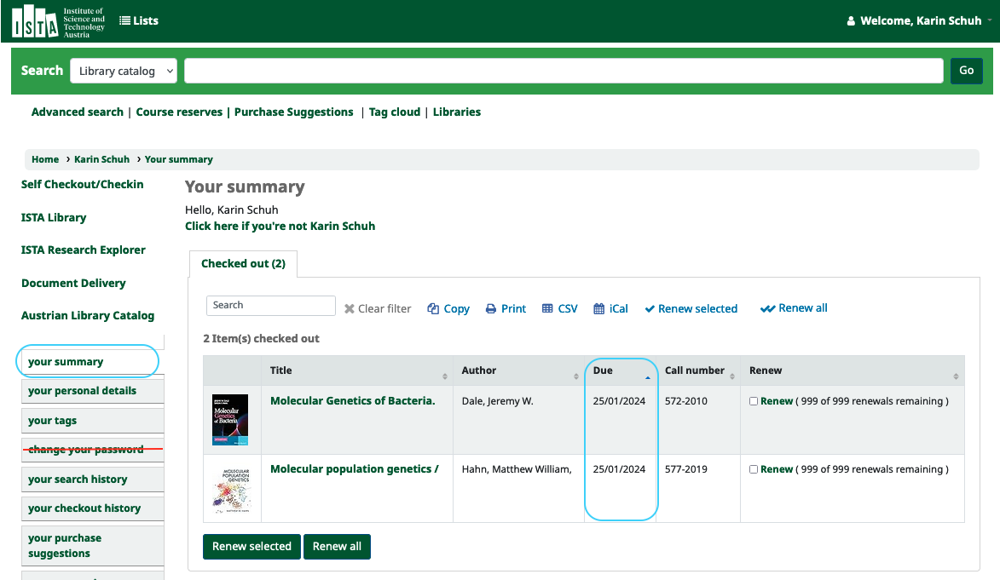 ISTA
Institute of
Science and
Technology
Austria
Lists
Welcome, Karin Schuh
Search Library catalog Go
Advanced search | Course reserves | Purchase Suggestions | Tag cloud | Libraries
Home › Karin Schuh › Your summary
Self Checkout/Checkin
ISTA Library
ISTA Research Explorer
Document Delivery
Austrian Library Catalog
your summary
your personal details
your tags
change your password
your search history
your checkout history
your purchase
suggestions
Your summary
Hello, Karin Schuh
Click here if you're not Karin Schuh
Checked out (2)
Search Clear filter Copy Print CSV iCal Renew selected Renew all
2 Item(s) checked out
Title Author Due Call number Renew
Molecular
Genetics
of Bacteria
Molecular Genetics of Bacteria. Dale, Jeremy W. 25/01/2024 572-2010 Renew ( 999 of 999 renewals remaining )
MOLECULAR
POPULATION
GENETICS
Molecular population genetics / Hahn, Matthew William, 25/01/2024 577-2019 Renew ( 999 of 999 renewals remaining )
Renew selected Renew all